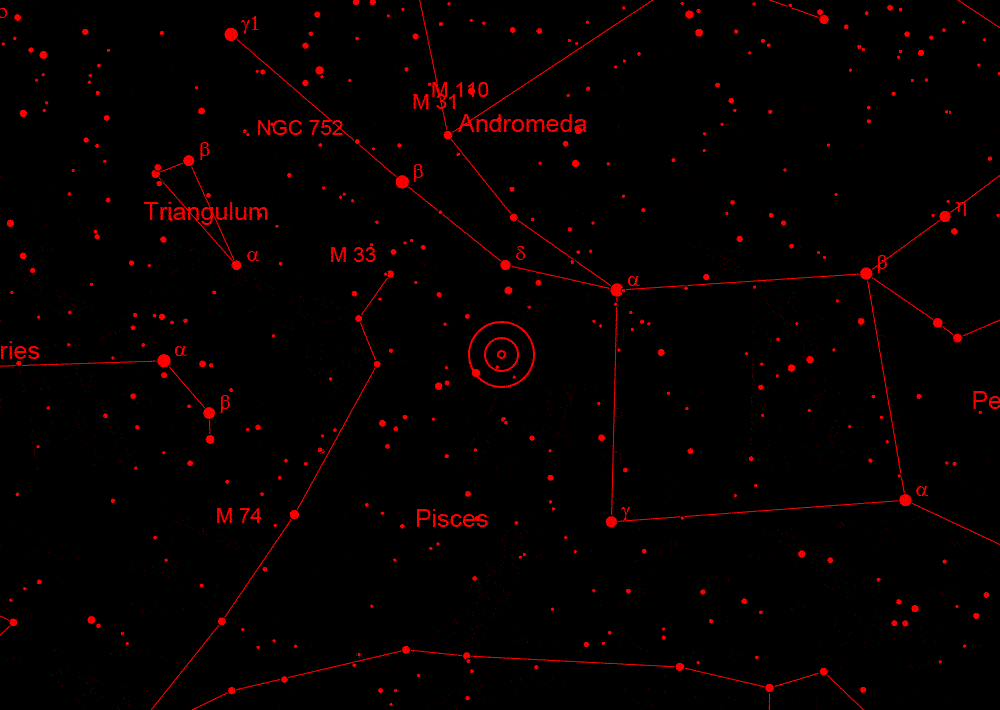 γ1
M 110
M 31
Andromeda
NGC 752
β
β
Triangulum
η
α
M 33
δ
β
α
ries
α
β
Pe
α
M 74
Pisces
γ